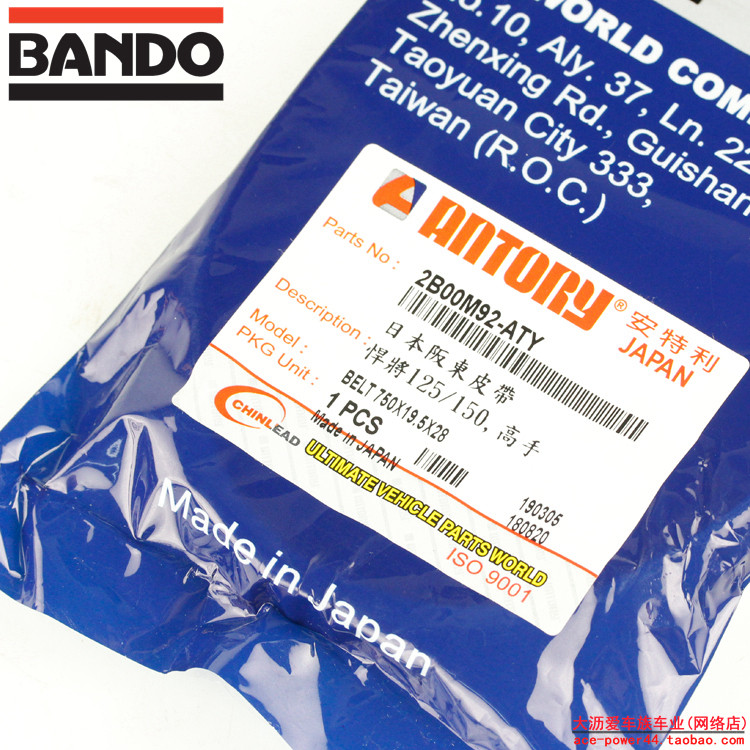 BANDO
WORLD COM
No. 10, Aly. 37, Ln. 22
Zhenxing Rd., Guishan
Taoyuan City 333,
Taiwan (R.O.C.)
ANTORY® 安特利
JAPAN
Parts No: 2B00M92-ATY
Description: 日本阪東皮帶
Model: 悍將125/150,高手
PKG Unit: BELT 750X19.5X28
1 PCS
Made in JAPAN
CHINLEAD
190305
180820
ULTIMATE VEHICLE PARTS WORLD
ISO 9001
Made in Japan
大沥爱车族车业(网络店)
ace-power44.taobao.com